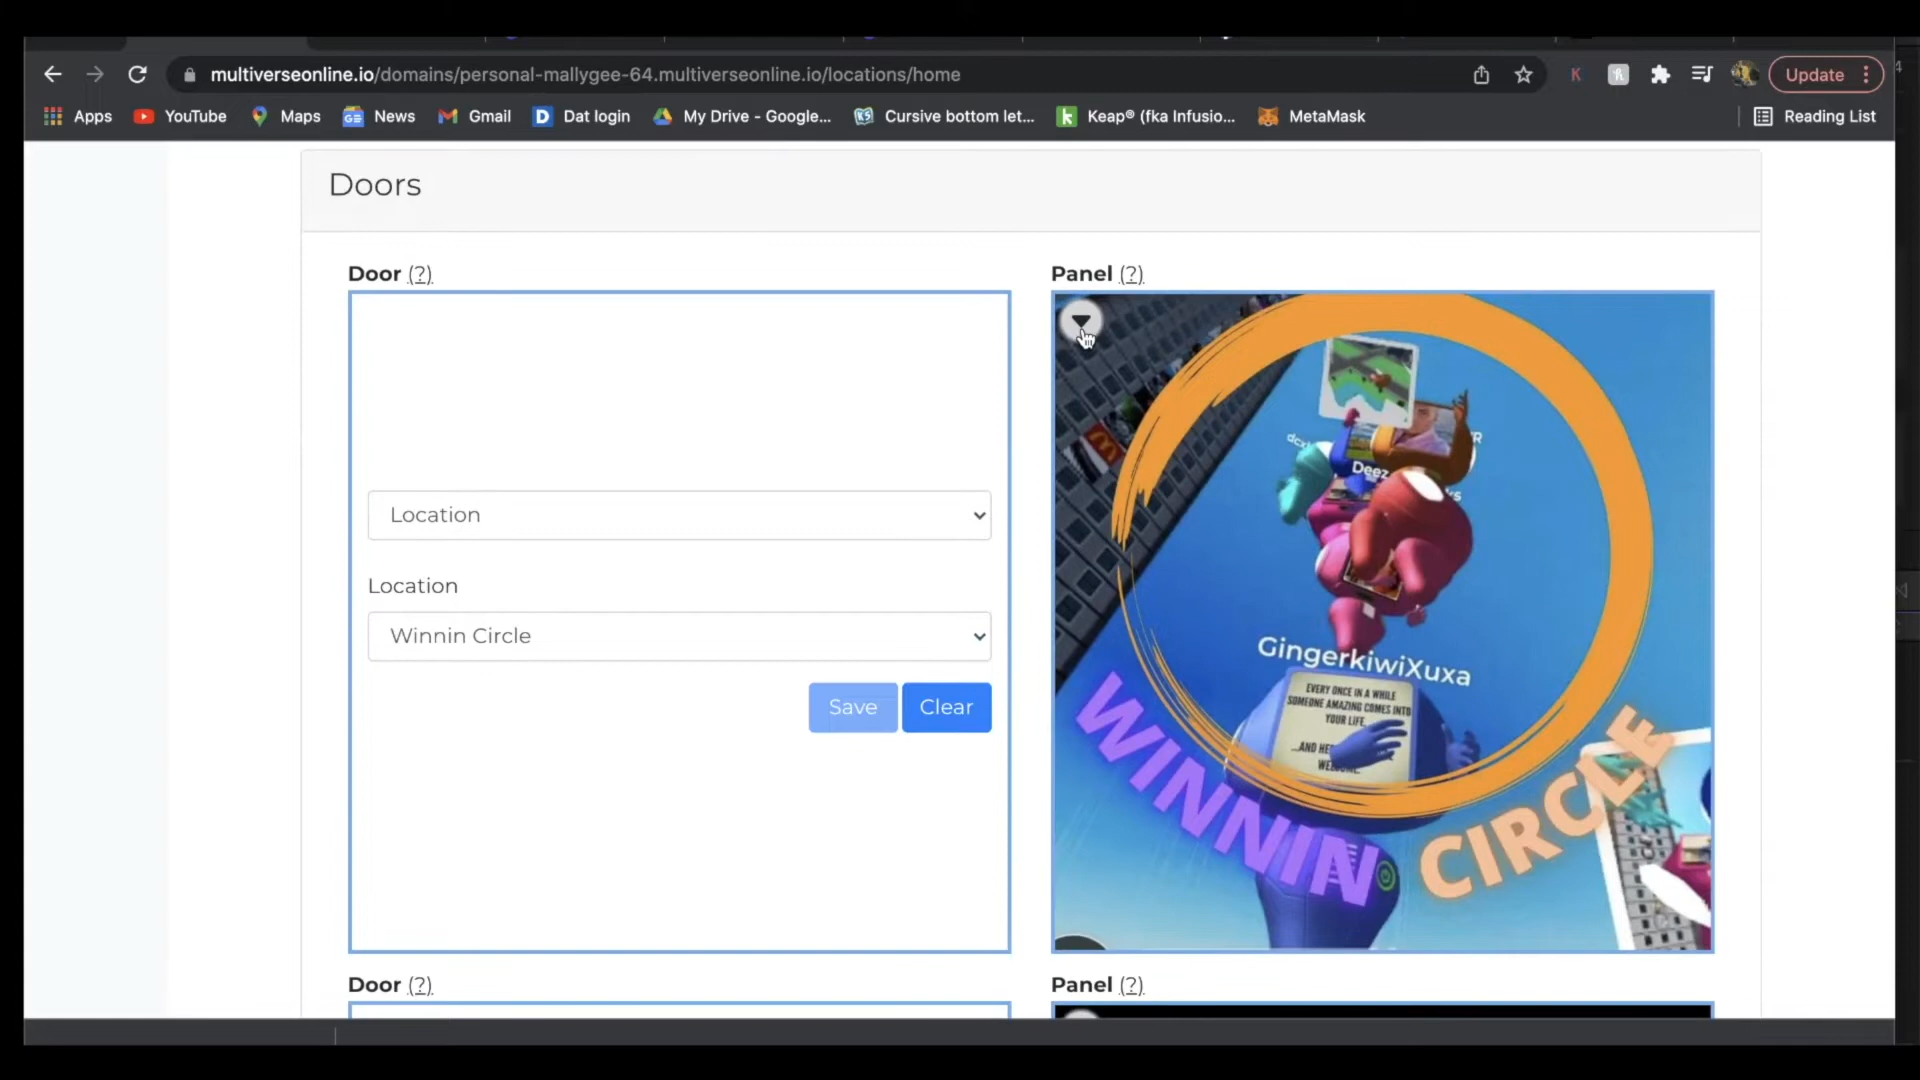 multiverseonline.io/domains/personal-mallygee-64.multiverseonline.io/locations/home
Update
Apps
YouTube
Maps
News
Gmail
Dat login
My Drive - Google...
Cursive bottom let...
Keap® (fka Infusio...
MetaMask
Reading List
Doors
Door (?)
Panel (?)
Location
Location
Winnin Circle
Save Clear
Deez
GingerkiwiXuxa
EVERY ONCE IN A WHILE
SOMEONE AMAZING COMES INTO
YOUR LIFE.
WINNIN CIRCLE
Door (?)
Panel (?)